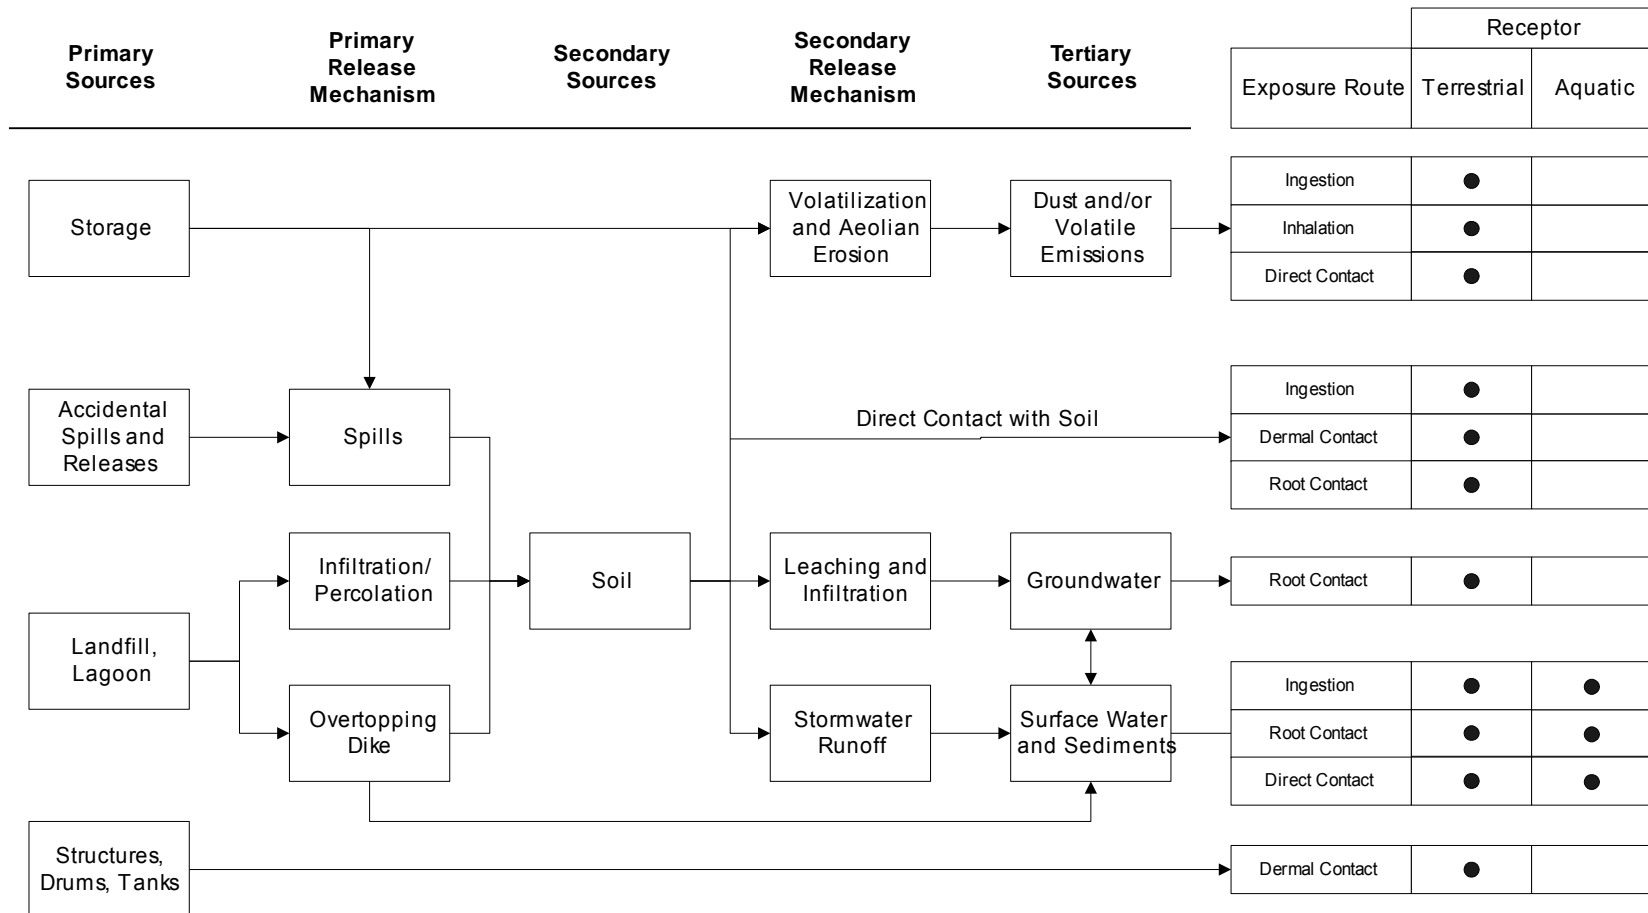 Primary
Sources
Primary
Release
Mechanism
Secondary
Sources
Secondary
Release
Mechanism
Tertiary
Sources
Receptor
Exposure Route
Terrestrial
Aquatic
Storage
Volatilization
and Aeolian
Erosion
Dust and/or
Volatile
Emissions
Ingestion
Inhalation
Direct Contact
Accidental
Spills and
Releases
Spills
Direct Contact with Soil
Ingestion
Dermal Contact
Root Contact
Infiltration/
Percolation
Soil
Leaching and
Infiltration
Groundwater
Root Contact
Landfill,
Lagoon
Overtopping
Dike
Stormwater
Runoff
Surface Water
and Sediments
Ingestion
Root Contact
Direct Contact
Structures,
Drums, Tanks
Dermal Contact